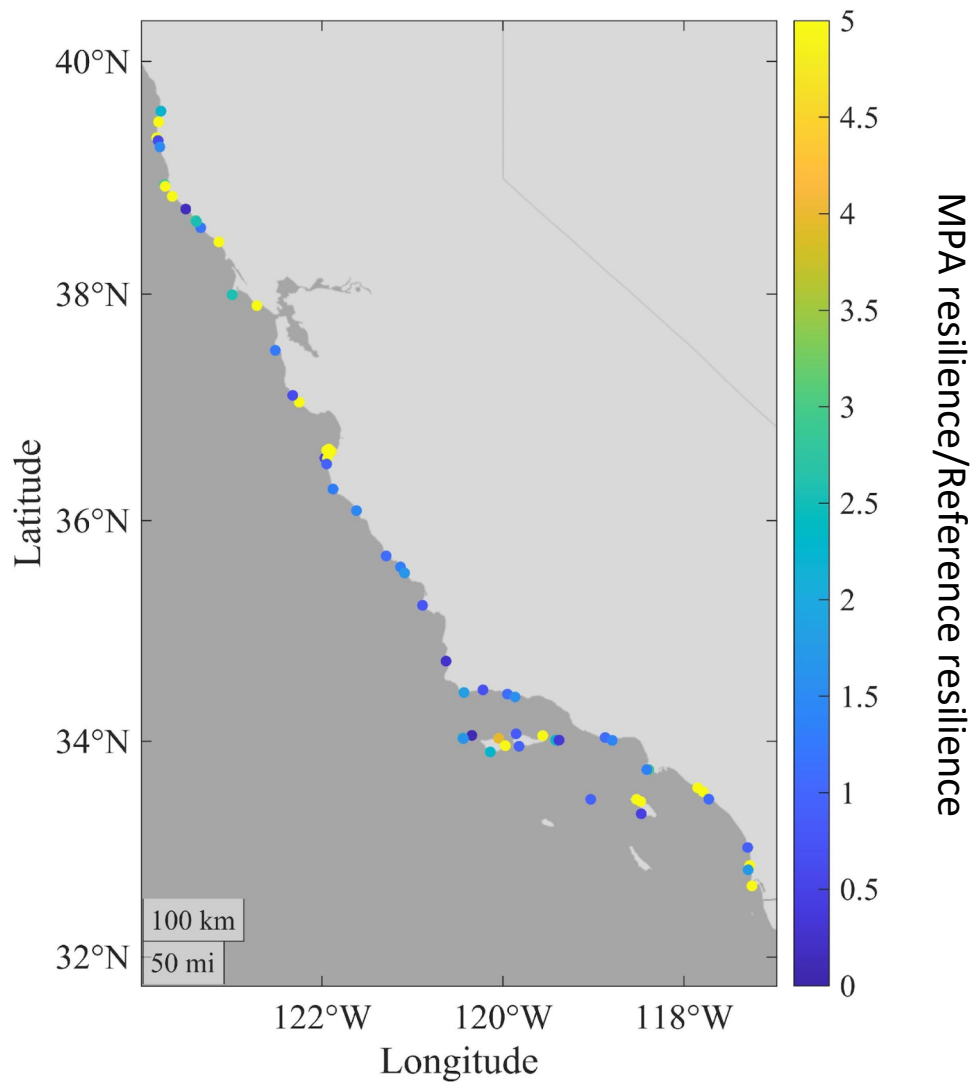 40°N
38°N
36°N
34°N
32°N
Latitude
100 km
50 mi
122°W
120°W
118°W
Longitude
5
4.5
4
3.5
3
2.5
2
1.5
1
0.5
0
MPA resilience/Reference resilience